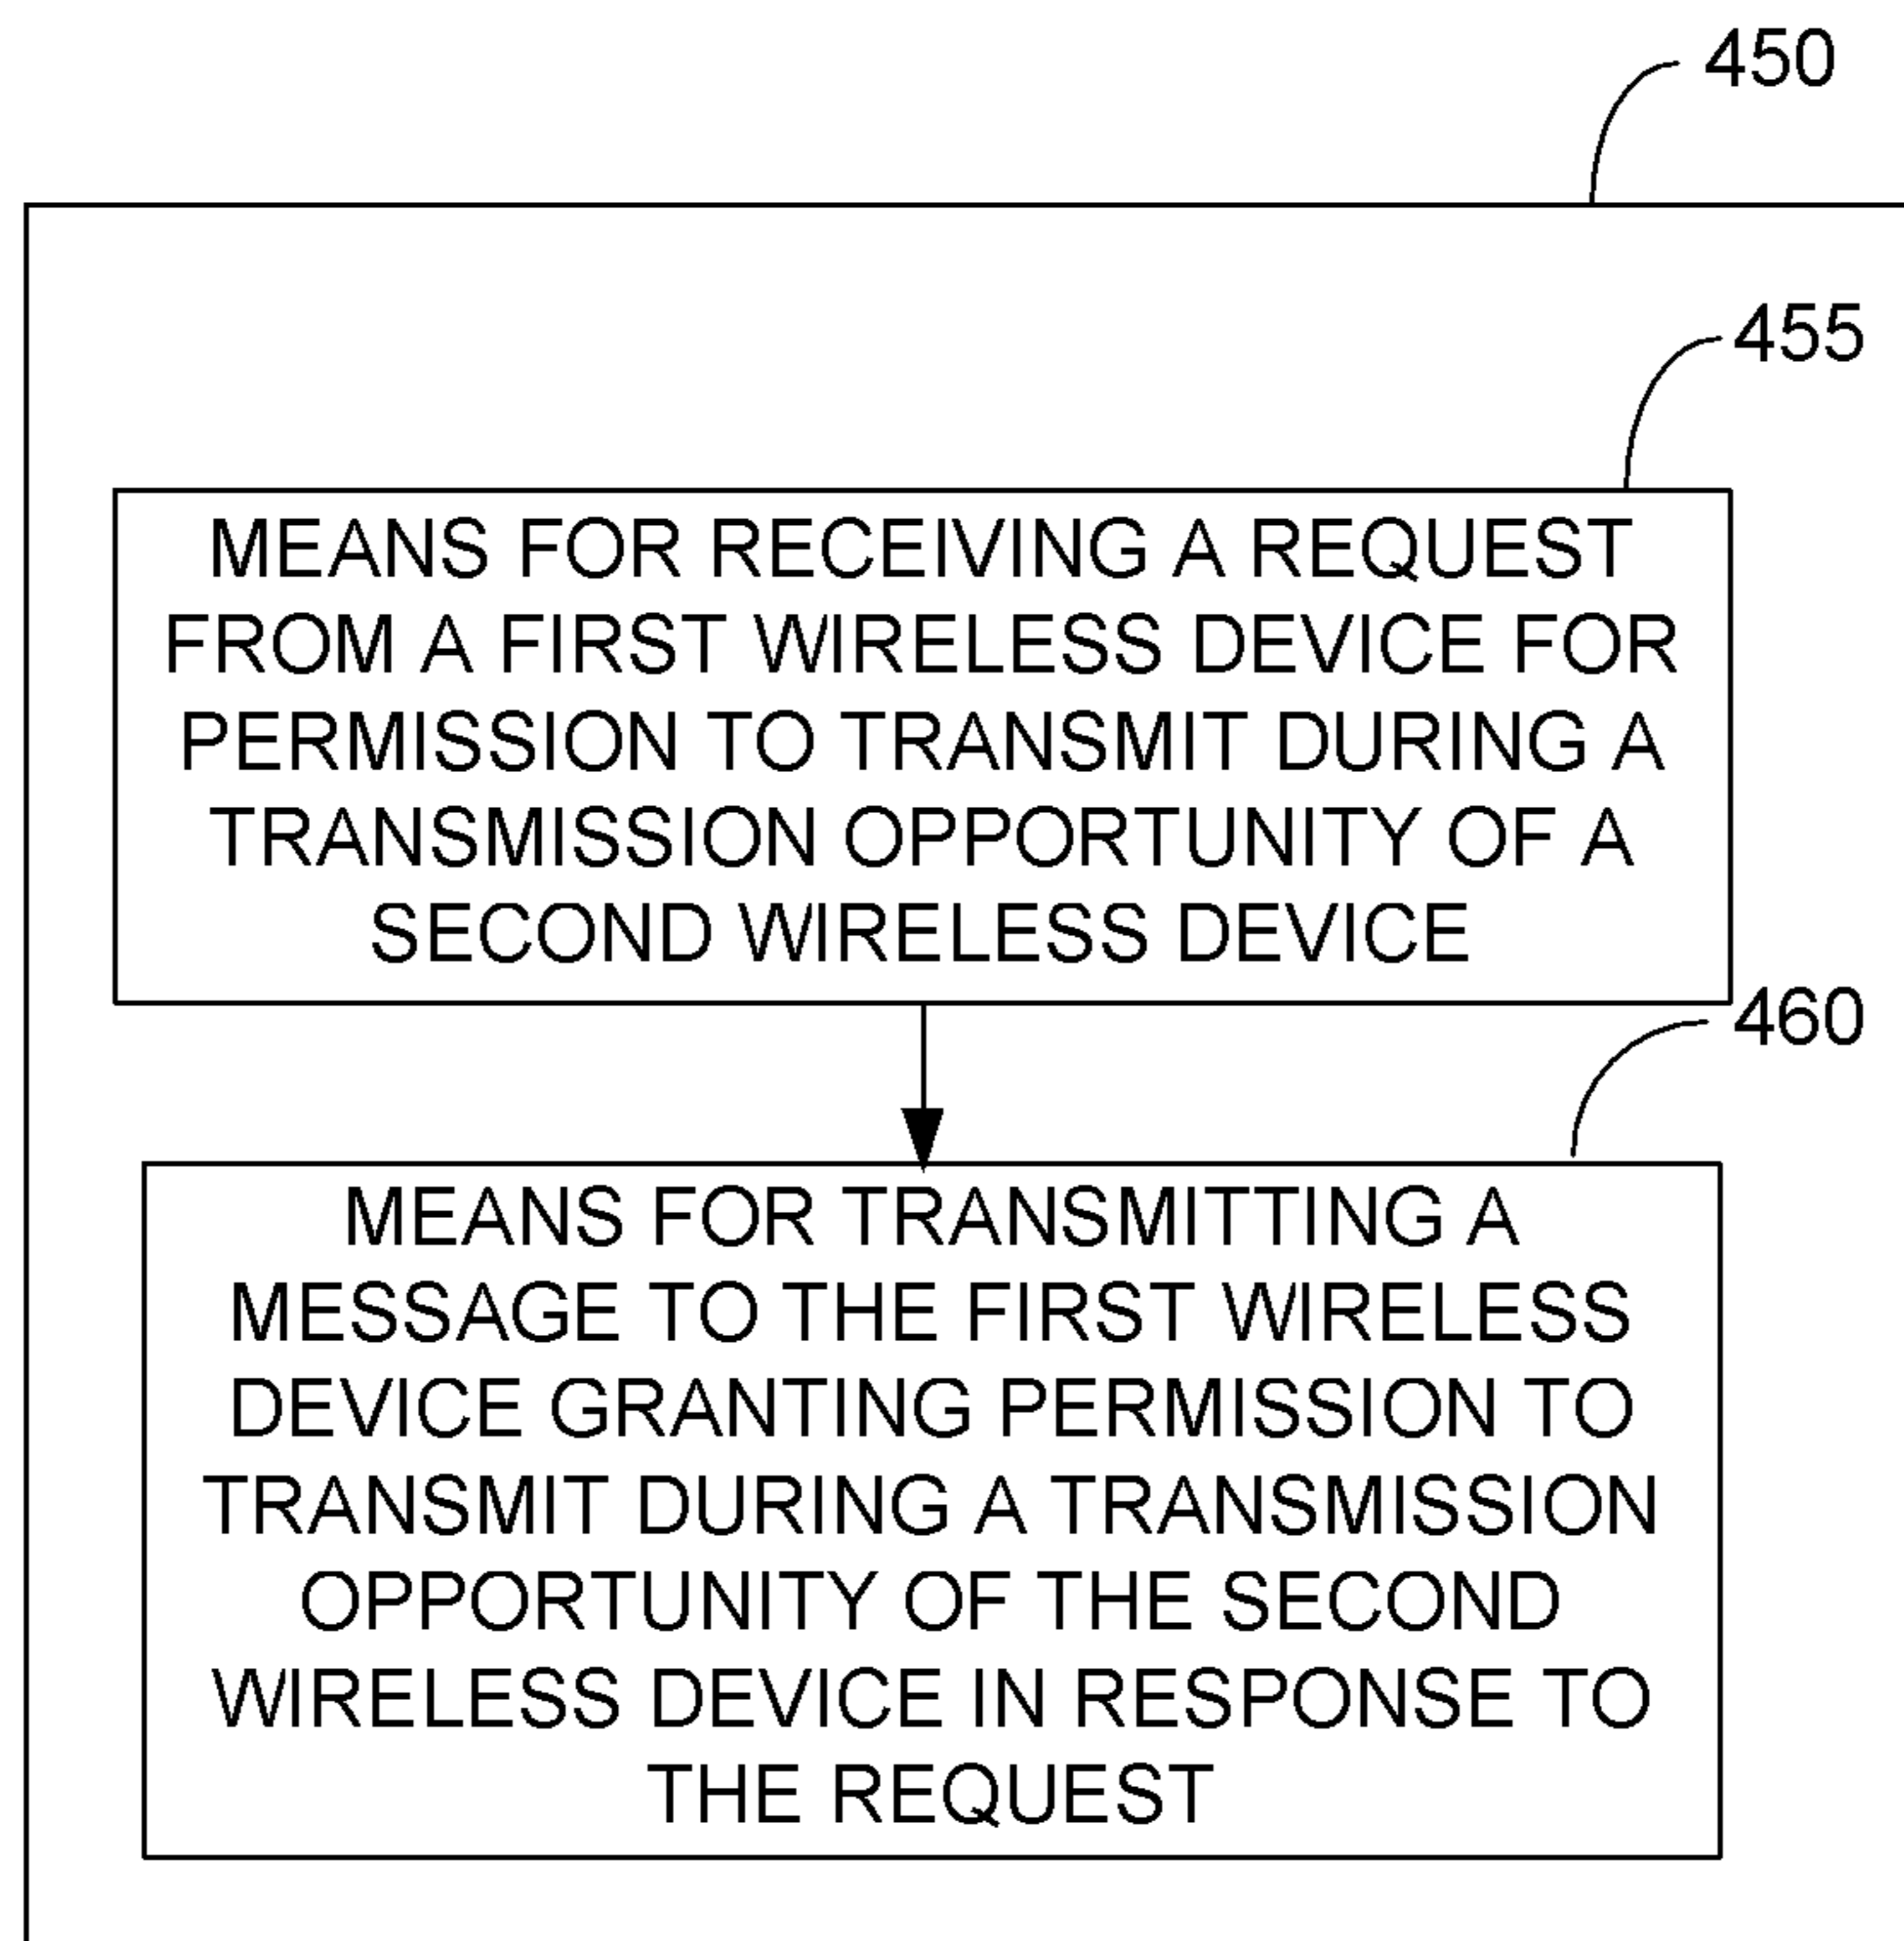 450
455
MEANS FOR RECEIVING A REQUEST
FROM A FIRST WIRELESS DEVICE FOR
PERMISSION TO TRANSMIT DURING A
TRANSMISSION OPPORTUNITY OF A
SECOND WIRELESS DEVICE
460
MEANS FOR TRANSMITTING A
MESSAGE TO THE FIRST WIRELESS
DEVICE GRANTING PERMISSION TO
TRANSMIT DURING A TRANSMISSION
OPPORTUNITY OF THE SECOND
WIRELESS DEVICE IN RESPONSE TO
THE REQUEST